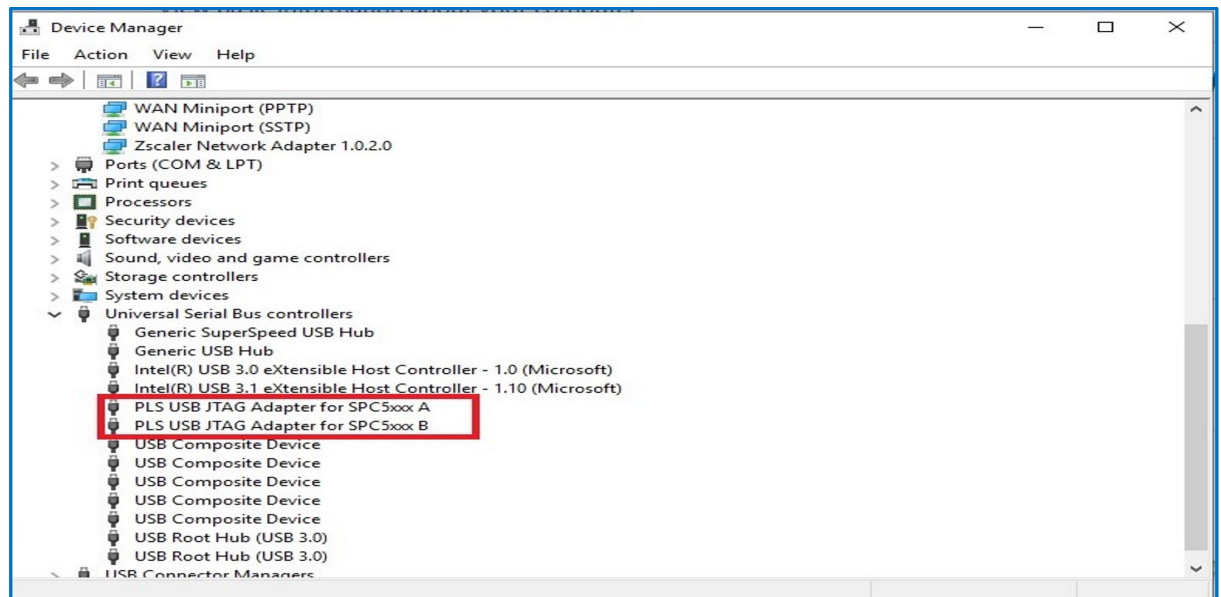 Device Manager
File Action View Help
WAN Miniport (PPTP)
WAN Miniport (SSTP)
Zscaler Network Adapter 1.0.2.0
Ports (COM & LPT)
Print queues
Processors
Security devices
Software devices
Sound, video and game controllers
Storage controllers
System devices
Universal Serial Bus controllers
Generic SuperSpeed USB Hub
Generic USB Hub
Intel(R) USB 3.0 eXtensible Host Controller - 1.0 (Microsoft)
Intel(R) USB 3.1 eXtensible Host Controller - 1.10 (Microsoft)
PLS USB JTAG Adapter for SPC5xxx A
PLS USB JTAG Adapter for SPC5xxx B
USB Composite Device
USB Composite Device
USB Composite Device
USB Composite Device
USB Composite Device
USB Root Hub (USB 3.0)
USB Root Hub (USB 3.0)
USB Connector Managers